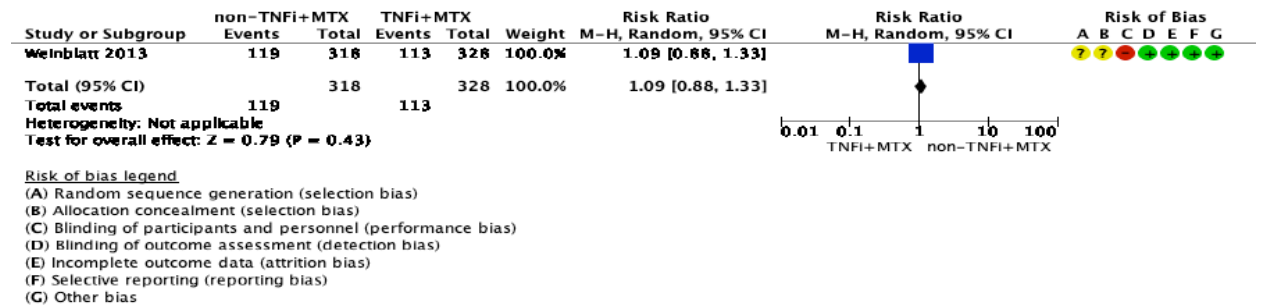 non-TNFi+MTX TNFi+MTX Risk Ratio Risk Ratio Risk of Bias
Study or Subgroup Events Total Events Total Weight M-H, Random, 95% CI M-H, Random, 95% CI A B C D E F G
Weinblatt 2013 119 318 113 328 100.0% 1.09 [0.88, 1.33] ? ? - + + + +
Total (95% CI) 318 328 100.0% 1.09 [0.88, 1.33]
Total events 119 113
Heterogeneity: Not applicable
Test for overall effect: Z = 0.79 (P = 0.43)
0.01 0.1 1 10 100
TNFi+MTX non-TNFi+MTX
Risk of bias legend
(A) Random sequence generation (selection bias)
(B) Allocation concealment (selection bias)
(C) Blinding of participants and personnel (performance bias)
(D) Blinding of outcome assessment (detection bias)
(E) Incomplete outcome data (attrition bias)
(F) Selective reporting (reporting bias)
(G) Other bias